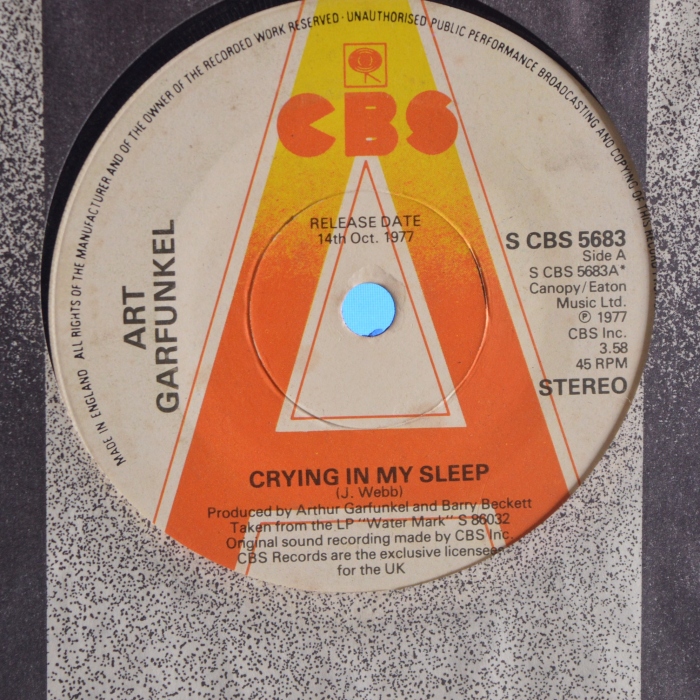 MADE IN ENGLAND ALL RIGHTS OF THE MANUFACTURER AND OF THE OWNER OF THE RECORDED WORK RESERVED · UNAUTHORISED PUBLIC PERFORMANCE BROADCASTING AND COPYING OF THIS
CBS
RELEASE DATE
14th Oct. 1977
ART
GARFUNKEL
S CBS 5683
Side A
S CBS 5683A*
Canopy/Eaton
Music Ltd.
℗ 1977
CBS Inc.
3.58
45 RPM
STEREO
CRYING IN MY SLEEP
(J. Webb)
Produced by Arthur Garfunkel and Barry Beckett
Taken from the LP "Water Mark" S 86032
Original sound recording made by CBS Inc.
CBS Records are the exclusive licensees
for the UK